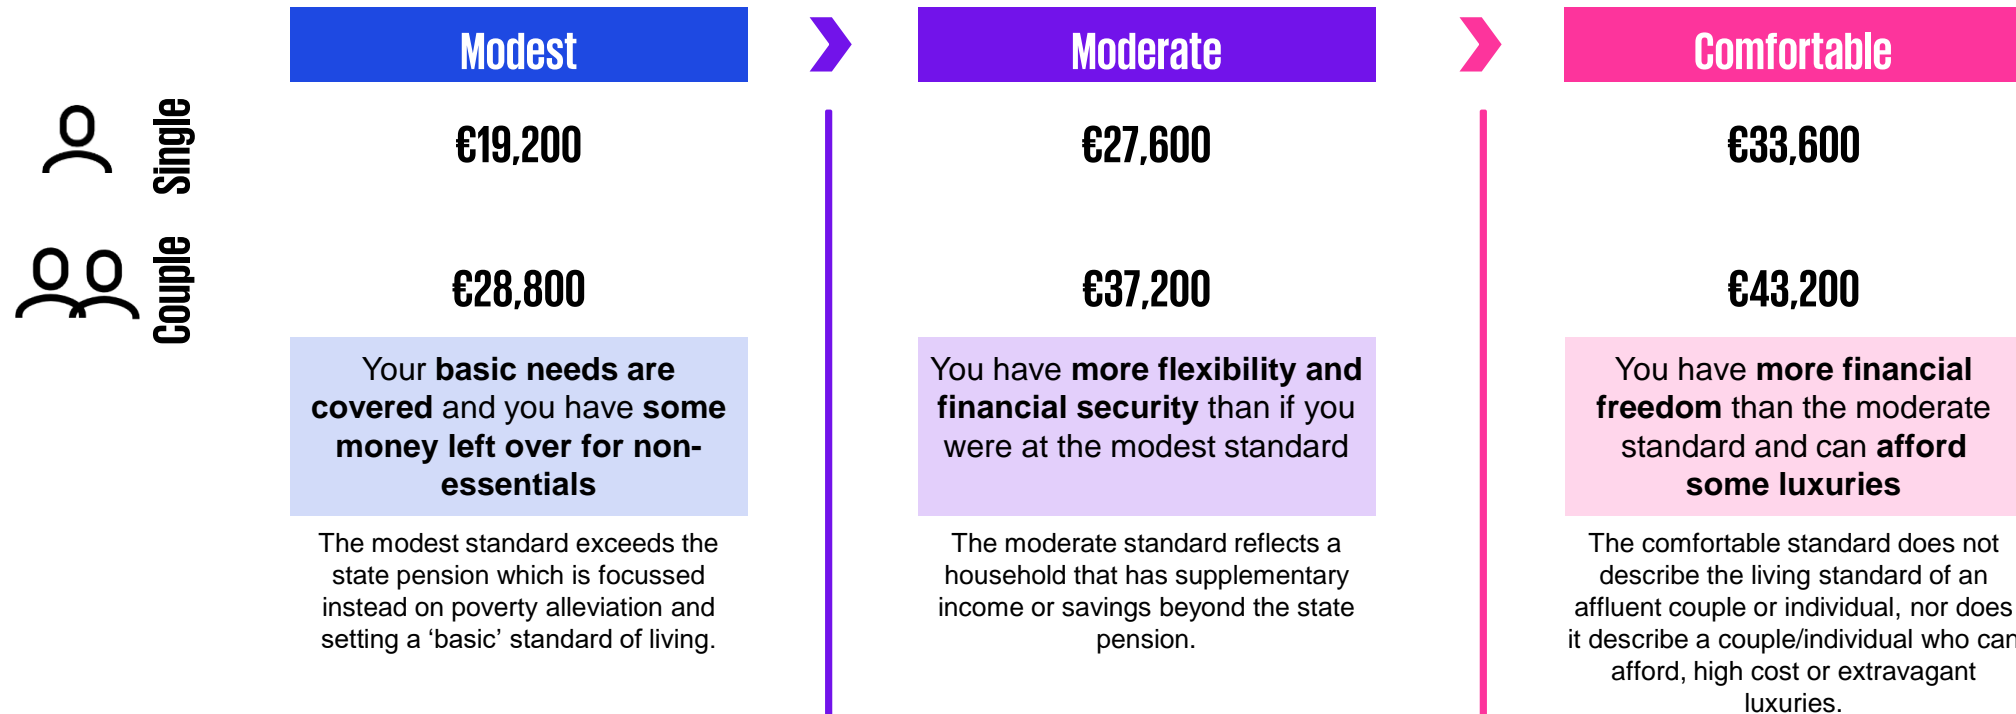 Modest
Moderate
Comfortable
Single
€19,200
€27,600
€33,600
Couple
€28,800
€37,200
€43,200
Your basic needs are
covered and you have some
money left over for non-
essentials
You have more flexibility and
financial security than if you
were at the modest standard
You have more financial
freedom than the moderate
standard and can afford
some luxuries
The modest standard exceeds the
state pension which is focussed
instead on poverty alleviation and
setting a ‘basic’ standard of living.
The moderate standard reflects a
household that has supplementary
income or savings beyond the state
pension.
The comfortable standard does not
describe the living standard of an
affluent couple or individual, nor does
it describe a couple/individual who can
afford, high cost or extravagant
luxuries.